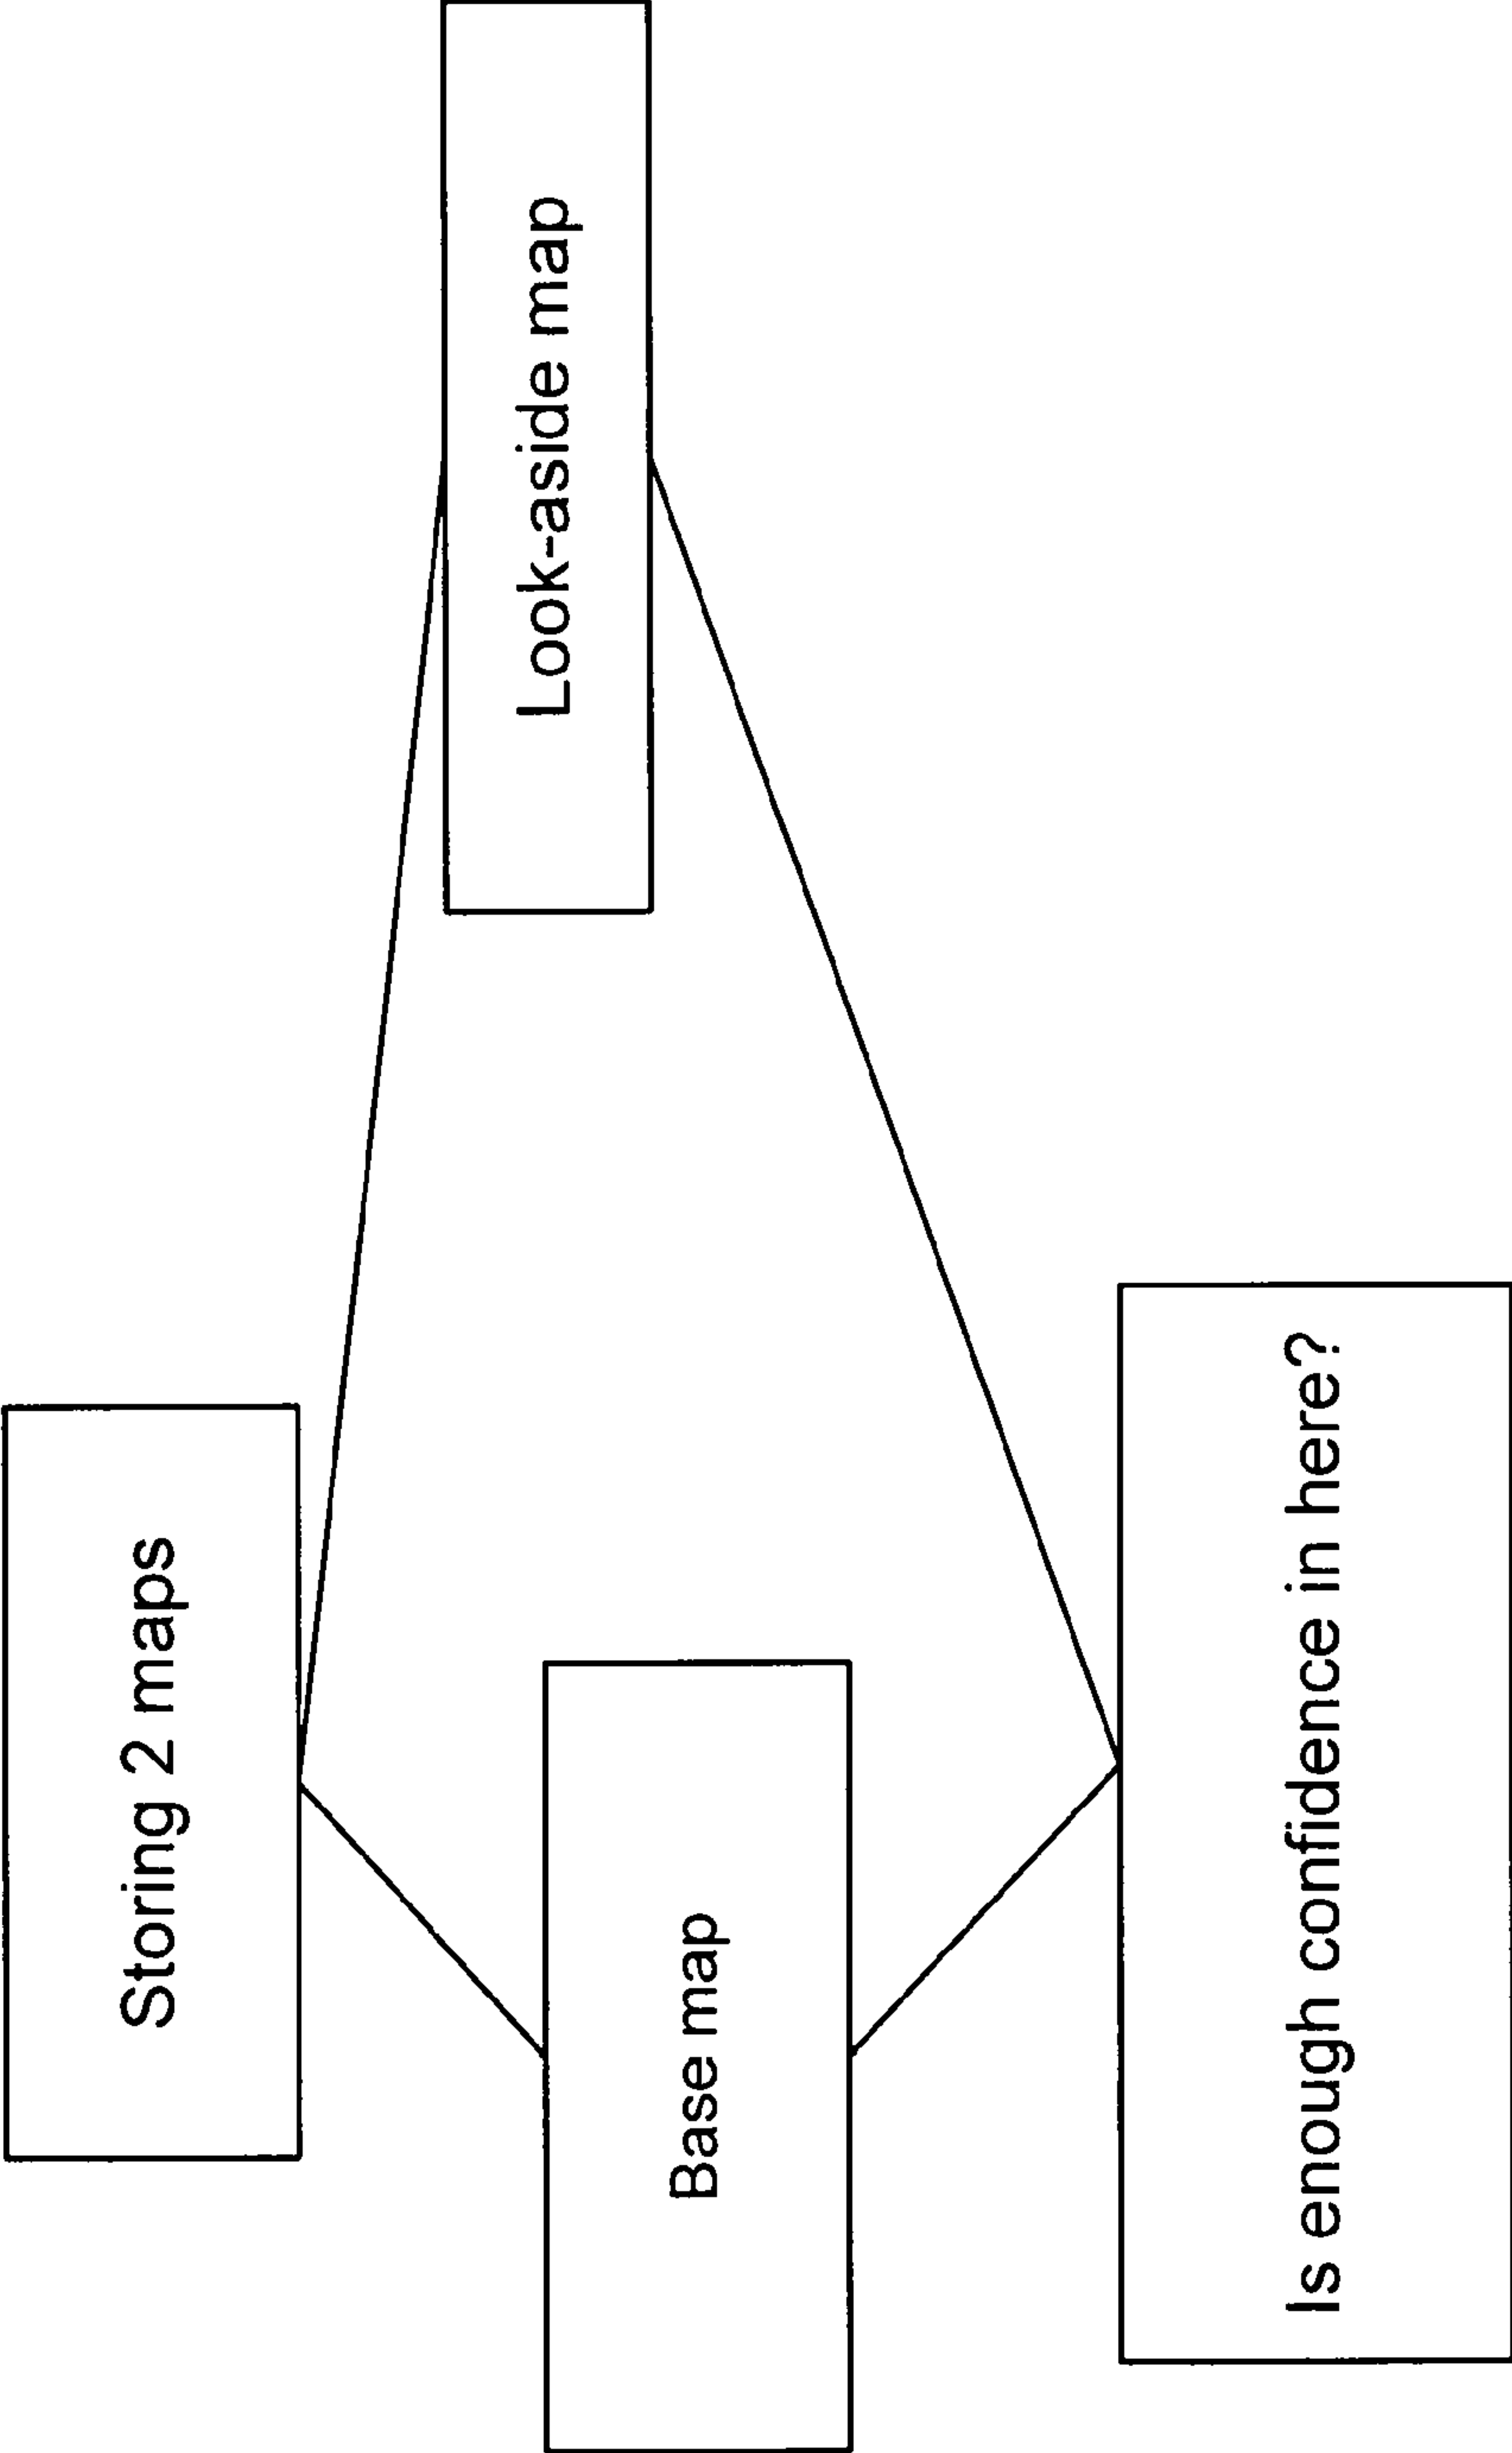 Storing 2 maps
Base map
Look-aside map
Is enough confidence in here?